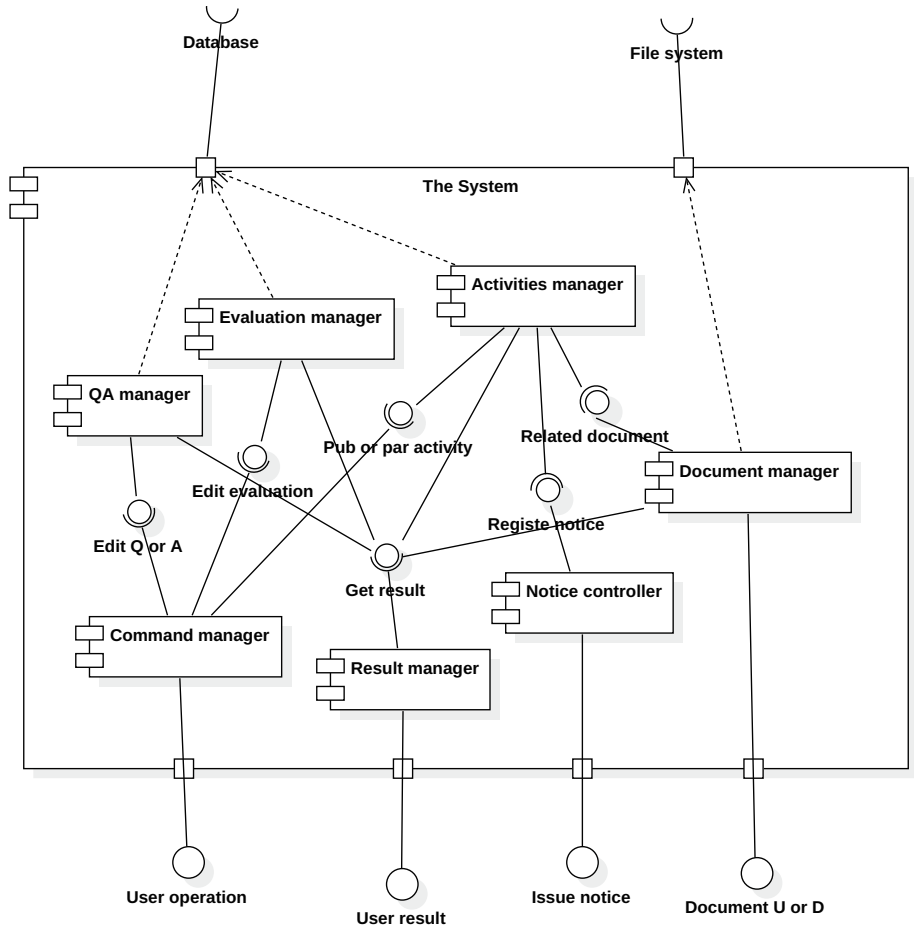 Database
File system
The System
Activities manager
Evaluation manager
QA manager
Related document
Pub or par activity
Document manager
Edit evaluation
Registe notice
Edit Q or A
Get result
Notice controller
Command manager
Result manager
User operation
Issue notice
Document U or D
User result